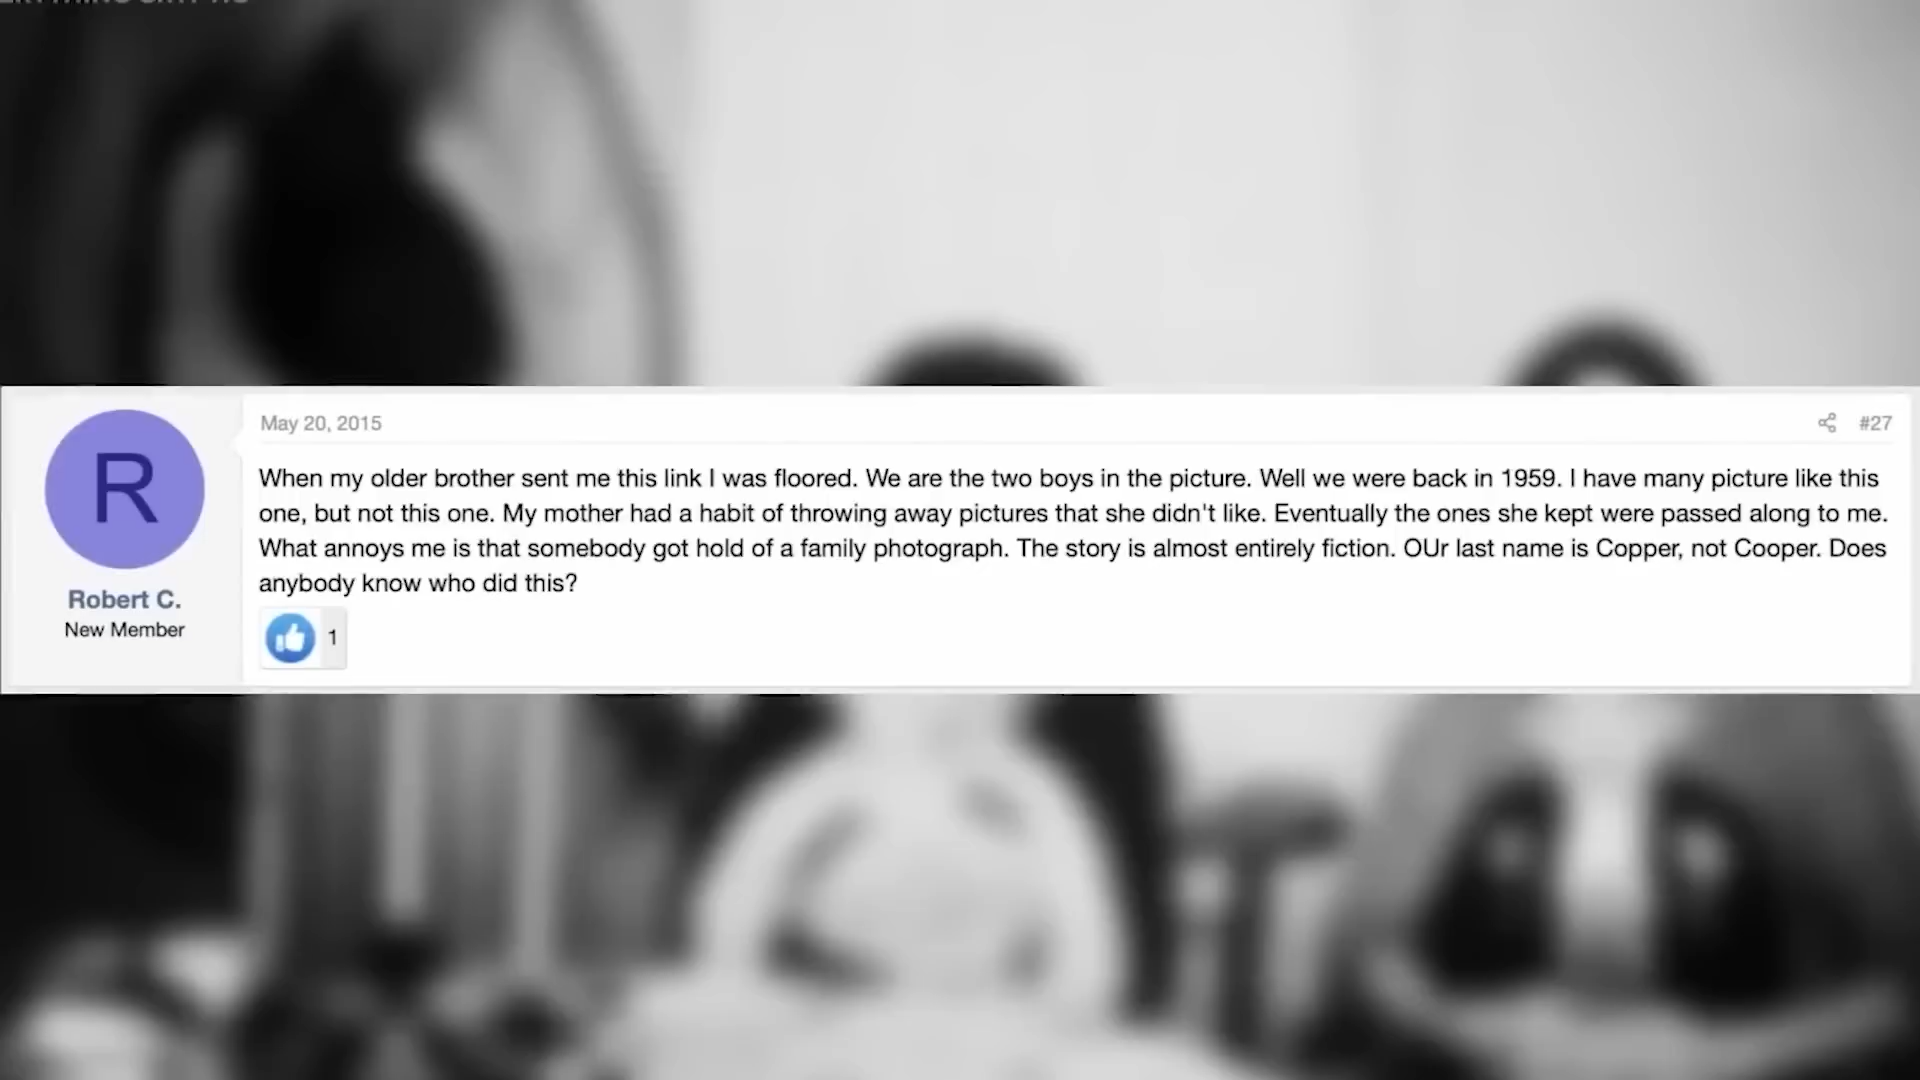 May 20, 2015
#27
When my older brother sent me this link I was floored. We are the two boys in the picture. Well we were back in 1959. I have many picture like this
one, but not this one. My mother had a habit of throwing away pictures that she didn't like. Eventually the ones she kept were passed along to me.
What annoys me is that somebody got hold of a family photograph. The story is almost entirely fiction. OUr last name is Copper, not Cooper. Does
anybody know who did this?
R
Robert C.
New Member
1